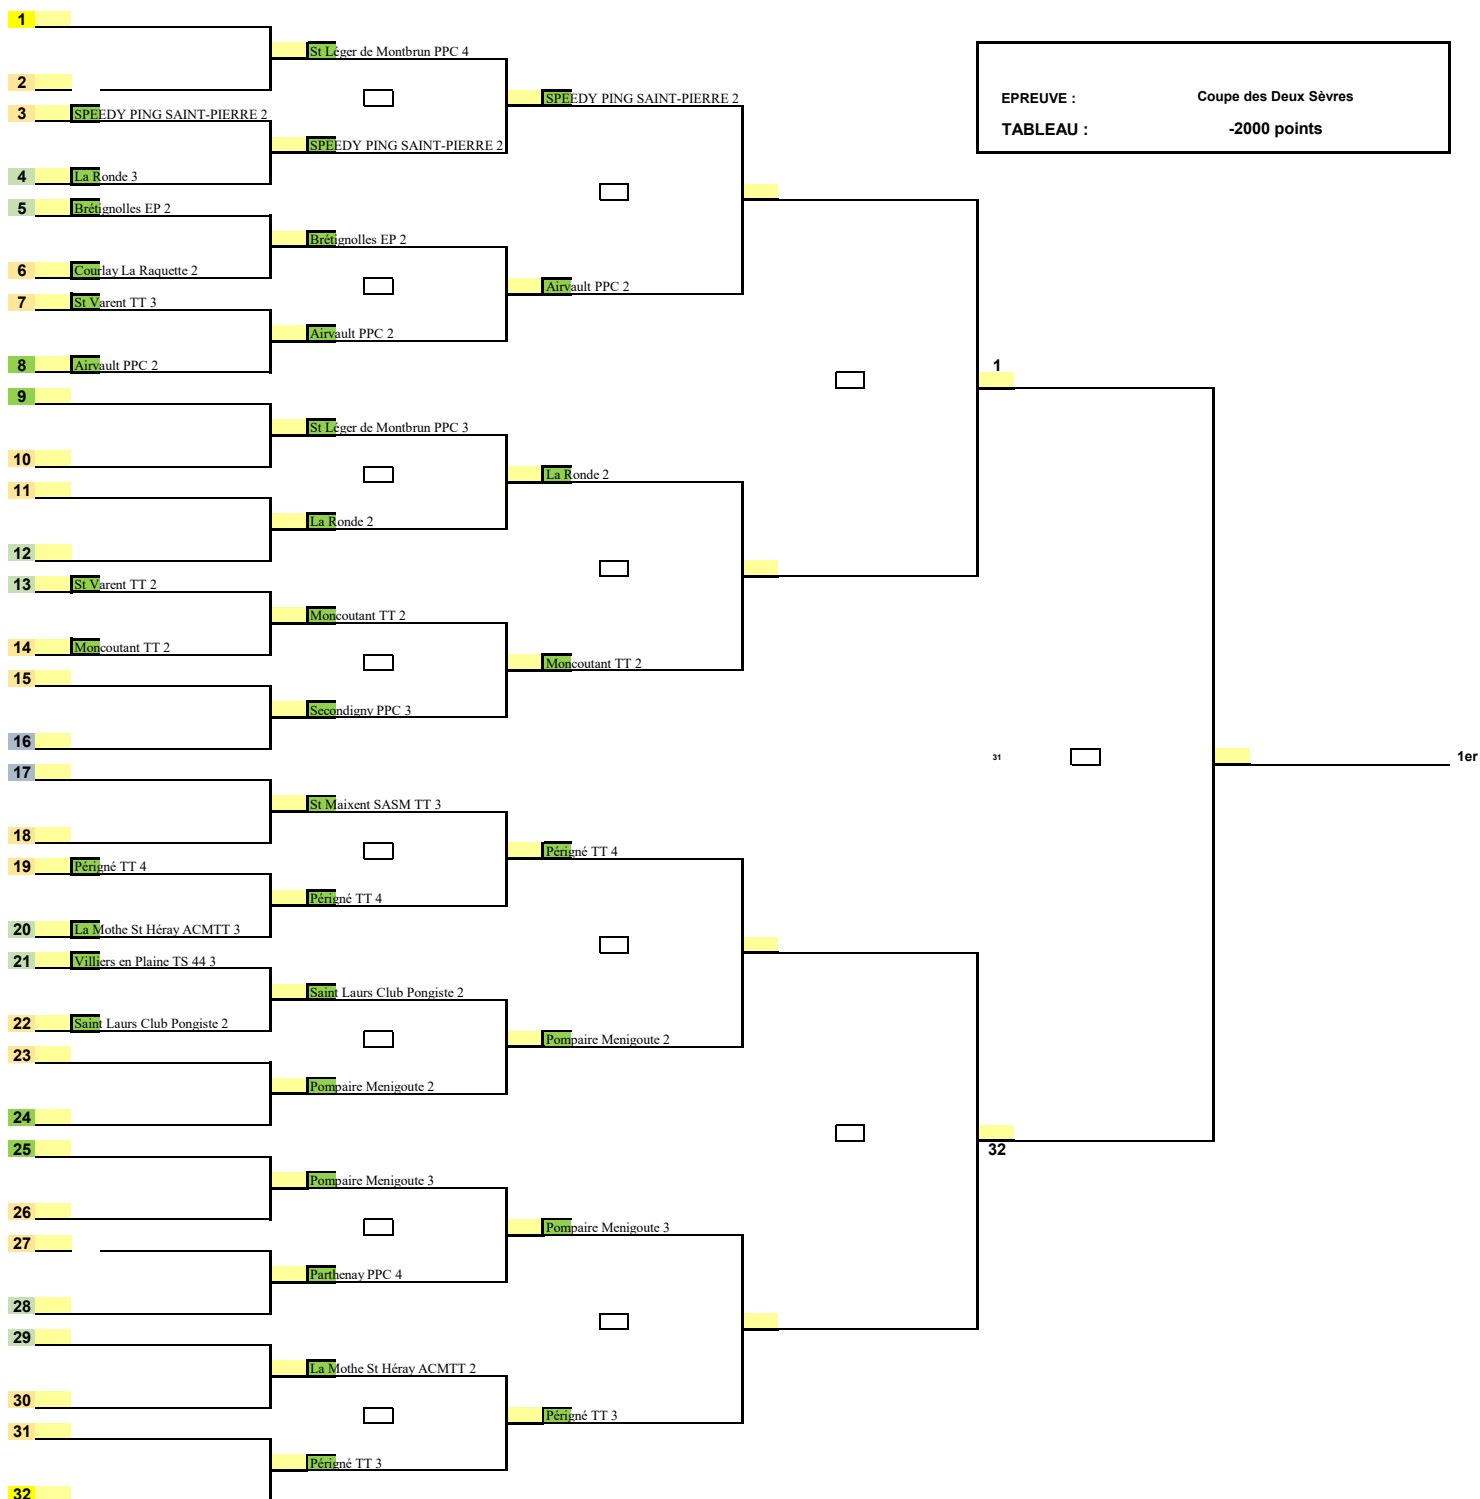 1
St Léger de Montbrun PPC 4
2
SPEEDY PING SAINT-PIERRE 2
EPREUVE : Coupe des Deux Sèvres
3 SPEEDY PING SAINT-PIERRE 2
TABLEAU : -2000 points
SPEEDY PING SAINT-PIERRE 2
4 La Ronde 3
5 Brétignolles EP 2
Brétignolles EP 2
6 Courlay La Raquette 2
Airvault PPC 2
7 St Varent TT 3
Airvault PPC 2
8 Airvault PPC 2
1
9
St Léger de Montbrun PPC 3
10
La Ronde 2
11
La Ronde 2
12
13 St Varent TT 2
Moncoutant TT 2
14 Moncoutant TT 2
Moncoutant TT 2
15
Secondigny PPC 3
16
31
1er
17
St Maixent SASM TT 3
18
Périgné TT 4
19 Périgné TT 4
Périgné TT 4
20 La Mothe St Héray ACMTT 3
21 Villiers en Plaine TS 44 3
Saint Laurs Club Pongiste 2
22 Saint Laurs Club Pongiste 2
Pompaire Menigoute 2
23
Pompaire Menigoute 2
24
25
32
Pompaire Menigoute 3
26
Pompaire Menigoute 3
27
Parthenay PPC 4
28
29
La Mothe St Héray ACMTT 2
30
Périgné TT 3
31
Périgné TT 3
32